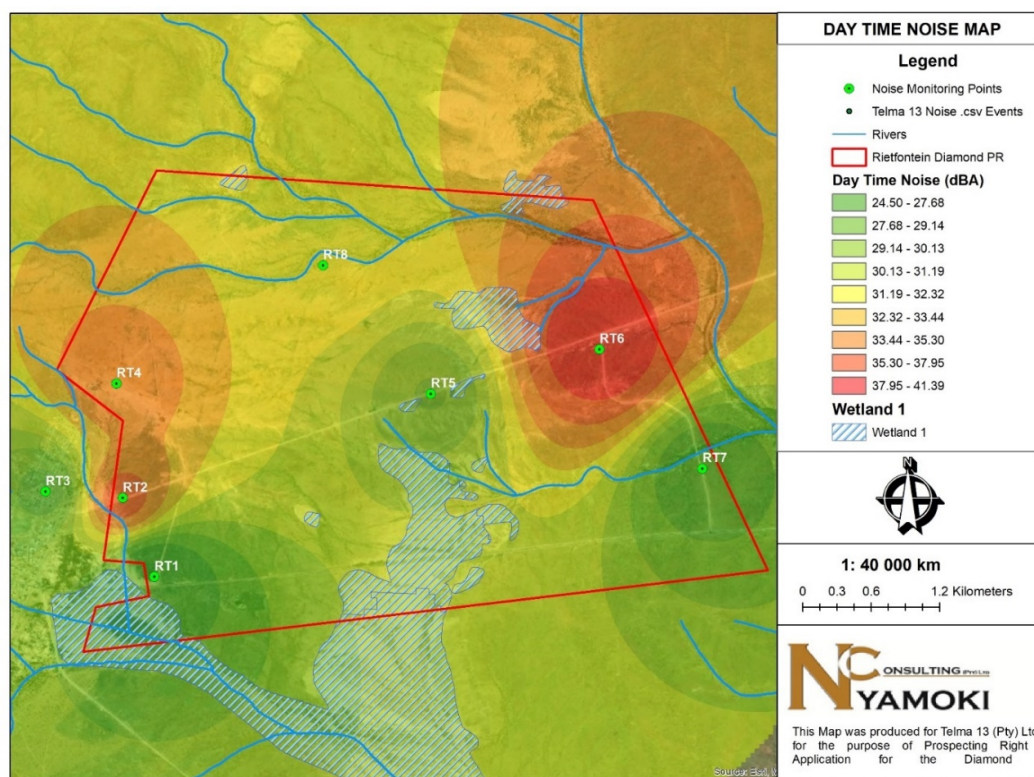 DAY TIME NOISE MAP
Legend
Noise Monitoring Points
Telma 13 Noise .csv Events
Rivers
Rietfontein Diamond PR
Day Time Noise (dBA)
24.50 - 27.68
27.68 - 29.14
29.14 - 30.13
30.13 - 31.19
31.19 - 32.32
32.32 - 33.44
33.44 - 35.30
35.30 - 37.95
37.95 - 41.39
Wetland 1
Wetland 1
N
1: 40 000 km
0 0.3 0.6 1.2 Kilometers
NC ONSULTING (Pty) Ltd
YAMOKI
This Map was produced for Telma 13 (Pty) Ltd
for the purpose of Prospecting Right
Application for the Diamond
RT8
RT6
RT4
RT5
RT7
RT3
RT2
RT1
Source: Esri,